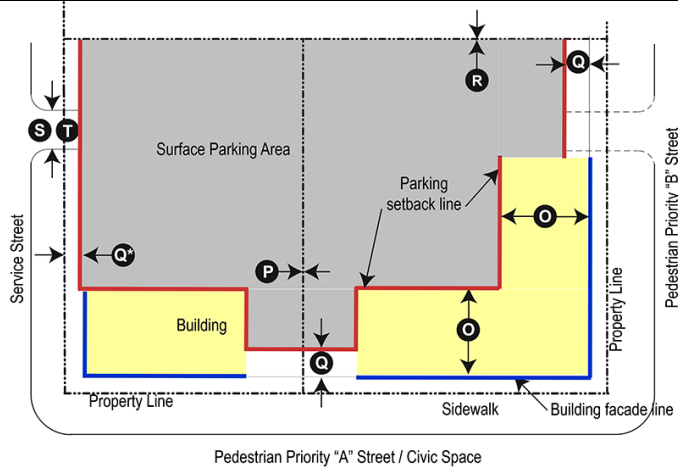 Q
R
S T
Surface Parking Area
Parking
setback line
Pedestrian Priority "B" Street
O
Service Street
Q*
P
Property Line
Building
O
Q
Property Line
Sidewalk
Building facade line
Pedestrian Priority "A" Street / Civic Space